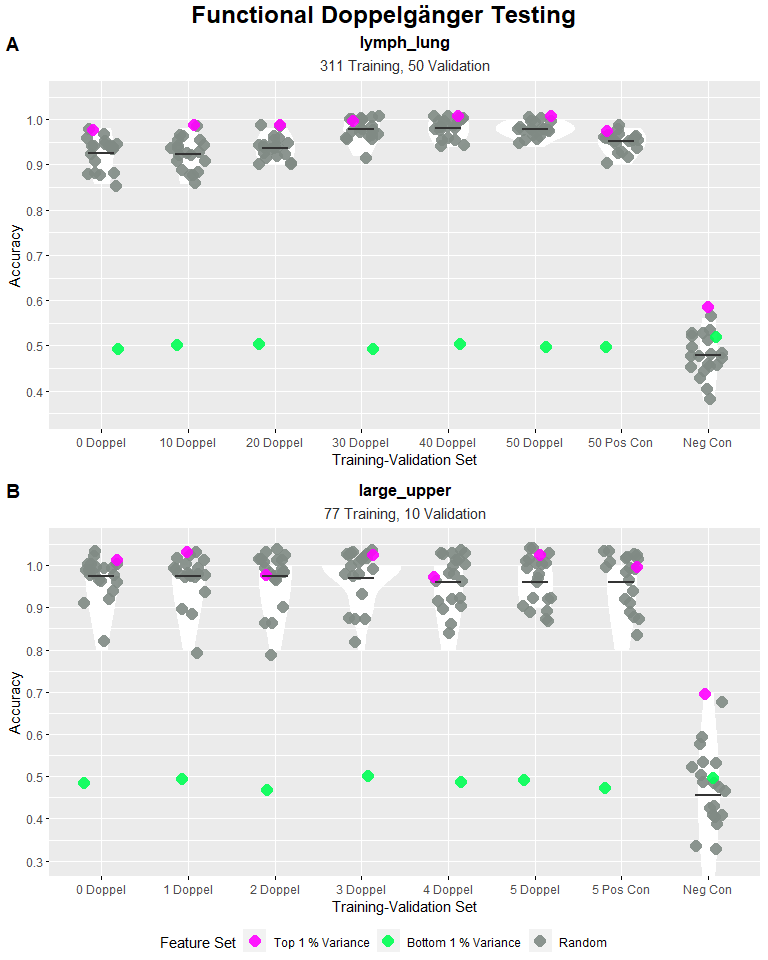 Functional Doppelgänger Testing
A
lymph_lung
311 Training, 50 Validation
Accuracy
1.0
0.9
0.8
0.7
0.6
0.5
0.4
0 Doppel 10 Doppel 20 Doppel 30 Doppel 40 Doppel 50 Doppel 50 Pos Con Neg Con
Training-Validation Set
B
large_upper
77 Training, 10 Validation
Accuracy
1.0
0.9
0.8
0.7
0.6
0.5
0.4
0.3
0 Doppel 1 Doppel 2 Doppel 3 Doppel 4 Doppel 5 Doppel 5 Pos Con Neg Con
Training-Validation Set
Feature Set Top 1 % Variance Bottom 1 % Variance Random